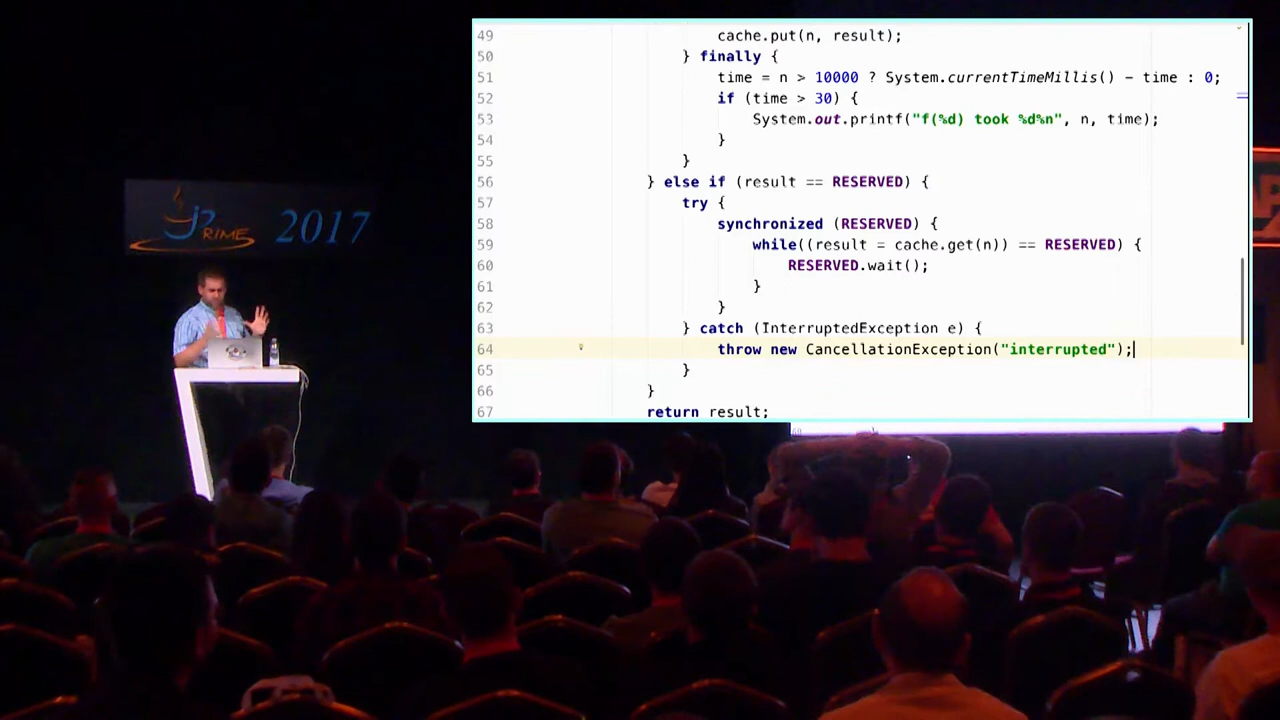 49 cache.put(n, result);
50 } finally {
51 time = n > 10000 ? System.currentTimeMillis() - time : 0;
52 if (time > 30) {
53 System.out.printf("f(%d) took %d%n", n, time);
54 }
55 }
56 } else if (result == RESERVED) {
57 try {
58 synchronized (RESERVED) {
59 while((result = cache.get(n)) == RESERVED) {
60 RESERVED.wait();
61 }
62 }
63 } catch (InterruptedException e) {
64 throw new CancellationException("interrupted");
65 }
66 }
67 return result;
jPRIME 2017